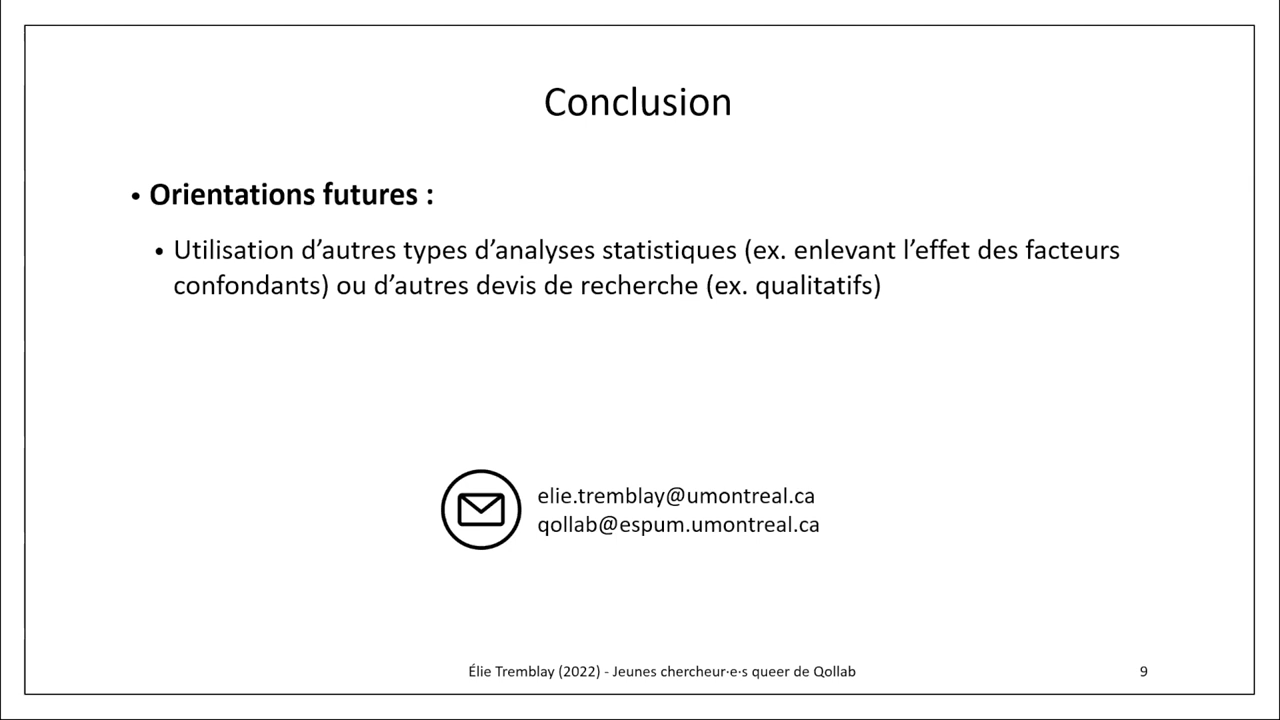 Conclusion
• Orientations futures :
• Utilisation d’autres types d’analyses statistiques (ex. enlevant l’effet des facteurs
confondants) ou d’autres devis de recherche (ex. qualitatifs)
elie.tremblay@umontreal.ca
qollab@espum.umontreal.ca
Élie Tremblay (2022) - Jeunes chercheur·e·s queer de Qollab
9